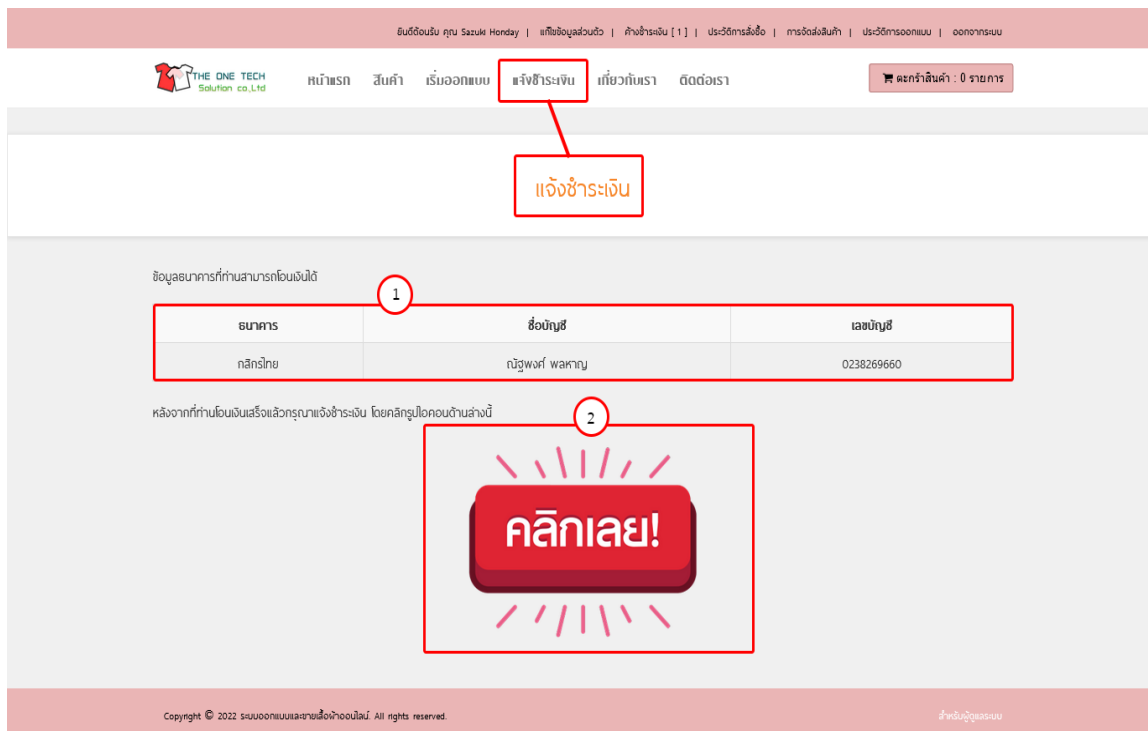 ยินดีต้อนรับ คุณ Sazuki Honday | แก้ไขข้อมูลส่วนตัว | ค้างชำระเงิน [ 1 ] | ประวัติการสั่งซื้อ | การจัดส่งสินค้า | ประวัติการออกแบบ | ออกจากระบบ
THE ONE TECH
Solution co.,Ltd
หน้าแรก สินค้า เริ่มออกแบบ แจ้งชำระเงิน เกี่ยวกับเรา ติดต่อเรา
ตะกร้าสินค้า : 0 รายการ
แจ้งชำระเงิน
ข้อมูลธนาคารที่ท่านสามารถโอนเงินได้
1
ธนาคาร ชื่อบัญชี เลขบัญชี
กสิกรไทย ณัฐพงศ์ พลหาญ 0238269660
หลังจากที่ท่านโอนเงินเสร็จแล้วกรุณาแจ้งชำระเงิน โดยคลิกรูปไอคอนด้านล่างนี้
2
คลิกเลย!
Copyright © 2022 ระบบออกแบบและขายเสื้อผ้าออนไลน์. All rights reserved.
สำหรับผู้ดูแลระบบ